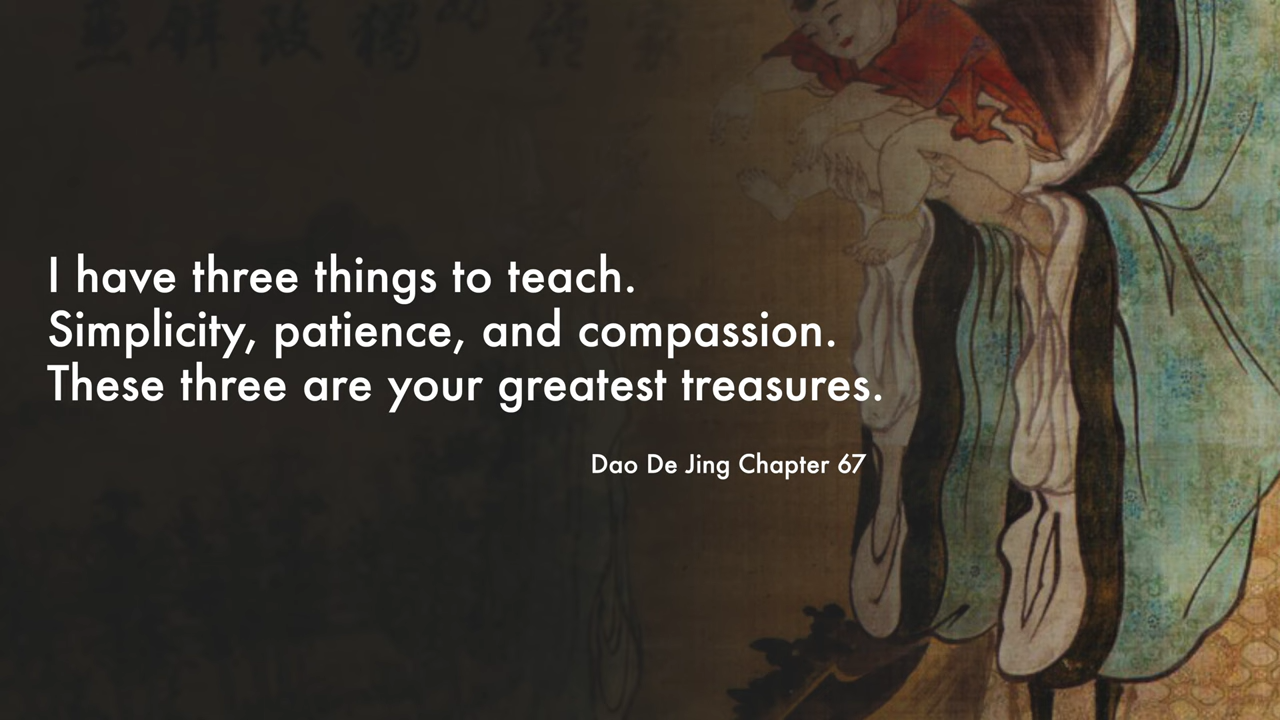 I have three things to teach.
Simplicity, patience, and compassion.
These three are your greatest treasures.
Dao De Jing Chapter 67